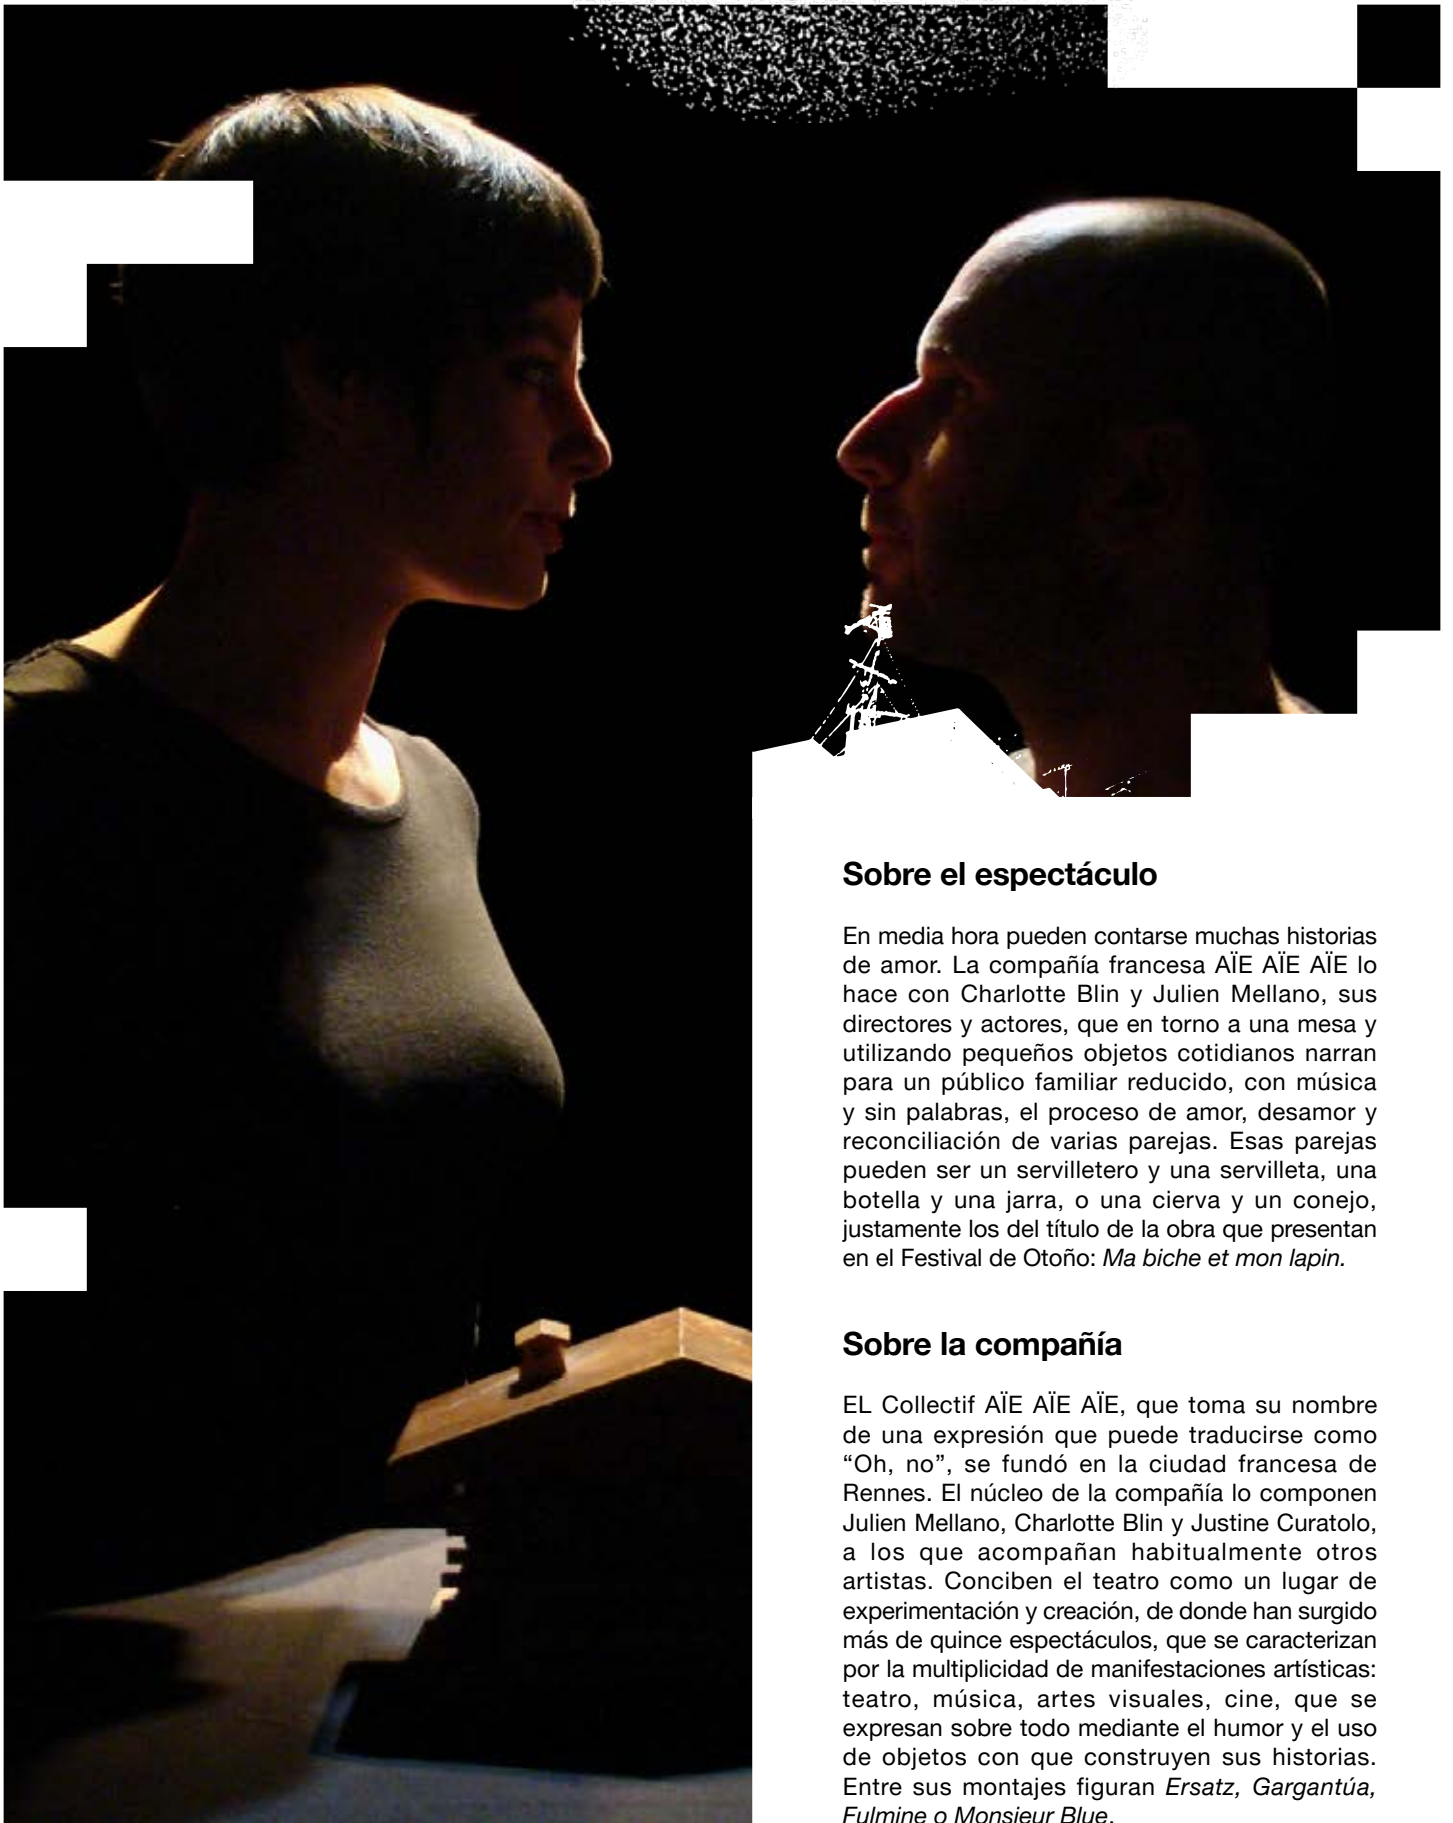 Sobre el espectáculo
En media hora pueden contarse muchas historias
de amor. La compañía francesa AÏE AÏE AÏE lo
hace con Charlotte Blin y Julien Mellano, sus
directores y actores, que en torno a una mesa y
utilizando pequeños objetos cotidianos narran
para un público familiar reducido, con música
y sin palabras, el proceso de amor, desamor y
reconciliación de varias parejas. Esas parejas
pueden ser un servilletero y una servilleta, una
botella y una jarra, o una cierva y un conejo,
justamente los del título de la obra que presentan
en el Festival de Otoño: Ma biche et mon lapin.
Sobre la compañía
EL Collectif AÏE AÏE AÏE, que toma su nombre
de una expresión que puede traducirse como
“Oh, no”, se fundó en la ciudad francesa de
Rennes. El núcleo de la compañía lo componen
Julien Mellano, Charlotte Blin y Justine Curatolo,
a los que acompañan habitualmente otros
artistas. Conciben el teatro como un lugar de
experimentación y creación, de donde han surgido
más de quince espectáculos, que se caracterizan
por la multiplicidad de manifestaciones artísticas:
teatro, música, artes visuales, cine, que se
expresan sobre todo mediante el humor y el uso
de objetos con que construyen sus historias.
Entre sus montajes figuran Ersatz, Gargantúa,
Fulmine o Monsieur Blue.